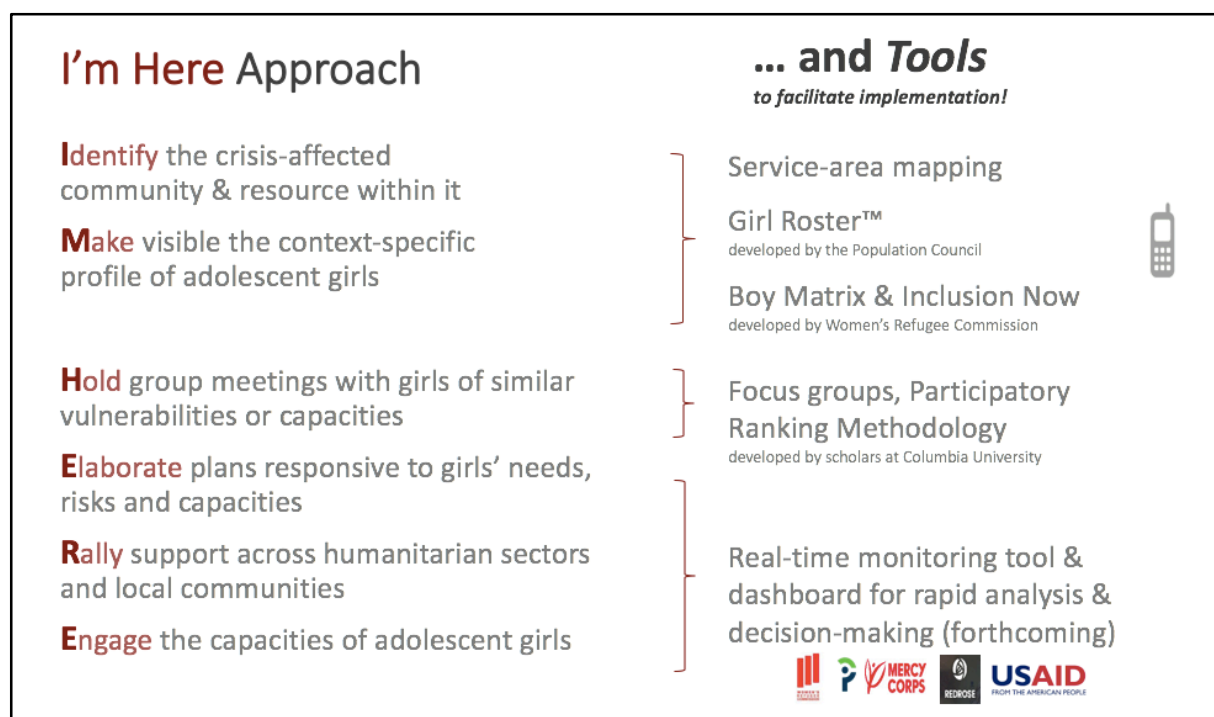 I'm Here Approach
Identify the crisis-affected
community & resource within it
Make visible the context-specific
profile of adolescent girls
Hold group meetings with girls of similar
vulnerabilities or capacities
Elaborate plans responsive to girls' needs,
risks and capacities
Rally support across humanitarian sectors
and local communities
Engage the capacities of adolescent girls
... and Tools
to facilitate implementation!
Service-area mapping
Girl Roster™
developed by the Population Council
Boy Matrix & Inclusion Now
developed by Women's Refugee Commission
Focus groups, Participatory
Ranking Methodology
developed by scholars at Columbia University
Real-time monitoring tool &
dashboard for rapid analysis &
decision-making (forthcoming)
WOMEN'S
REFUGEE
COMMISSION
MERCY
CORPS
REDROSE
USAID
FROM THE AMERICAN PEOPLE